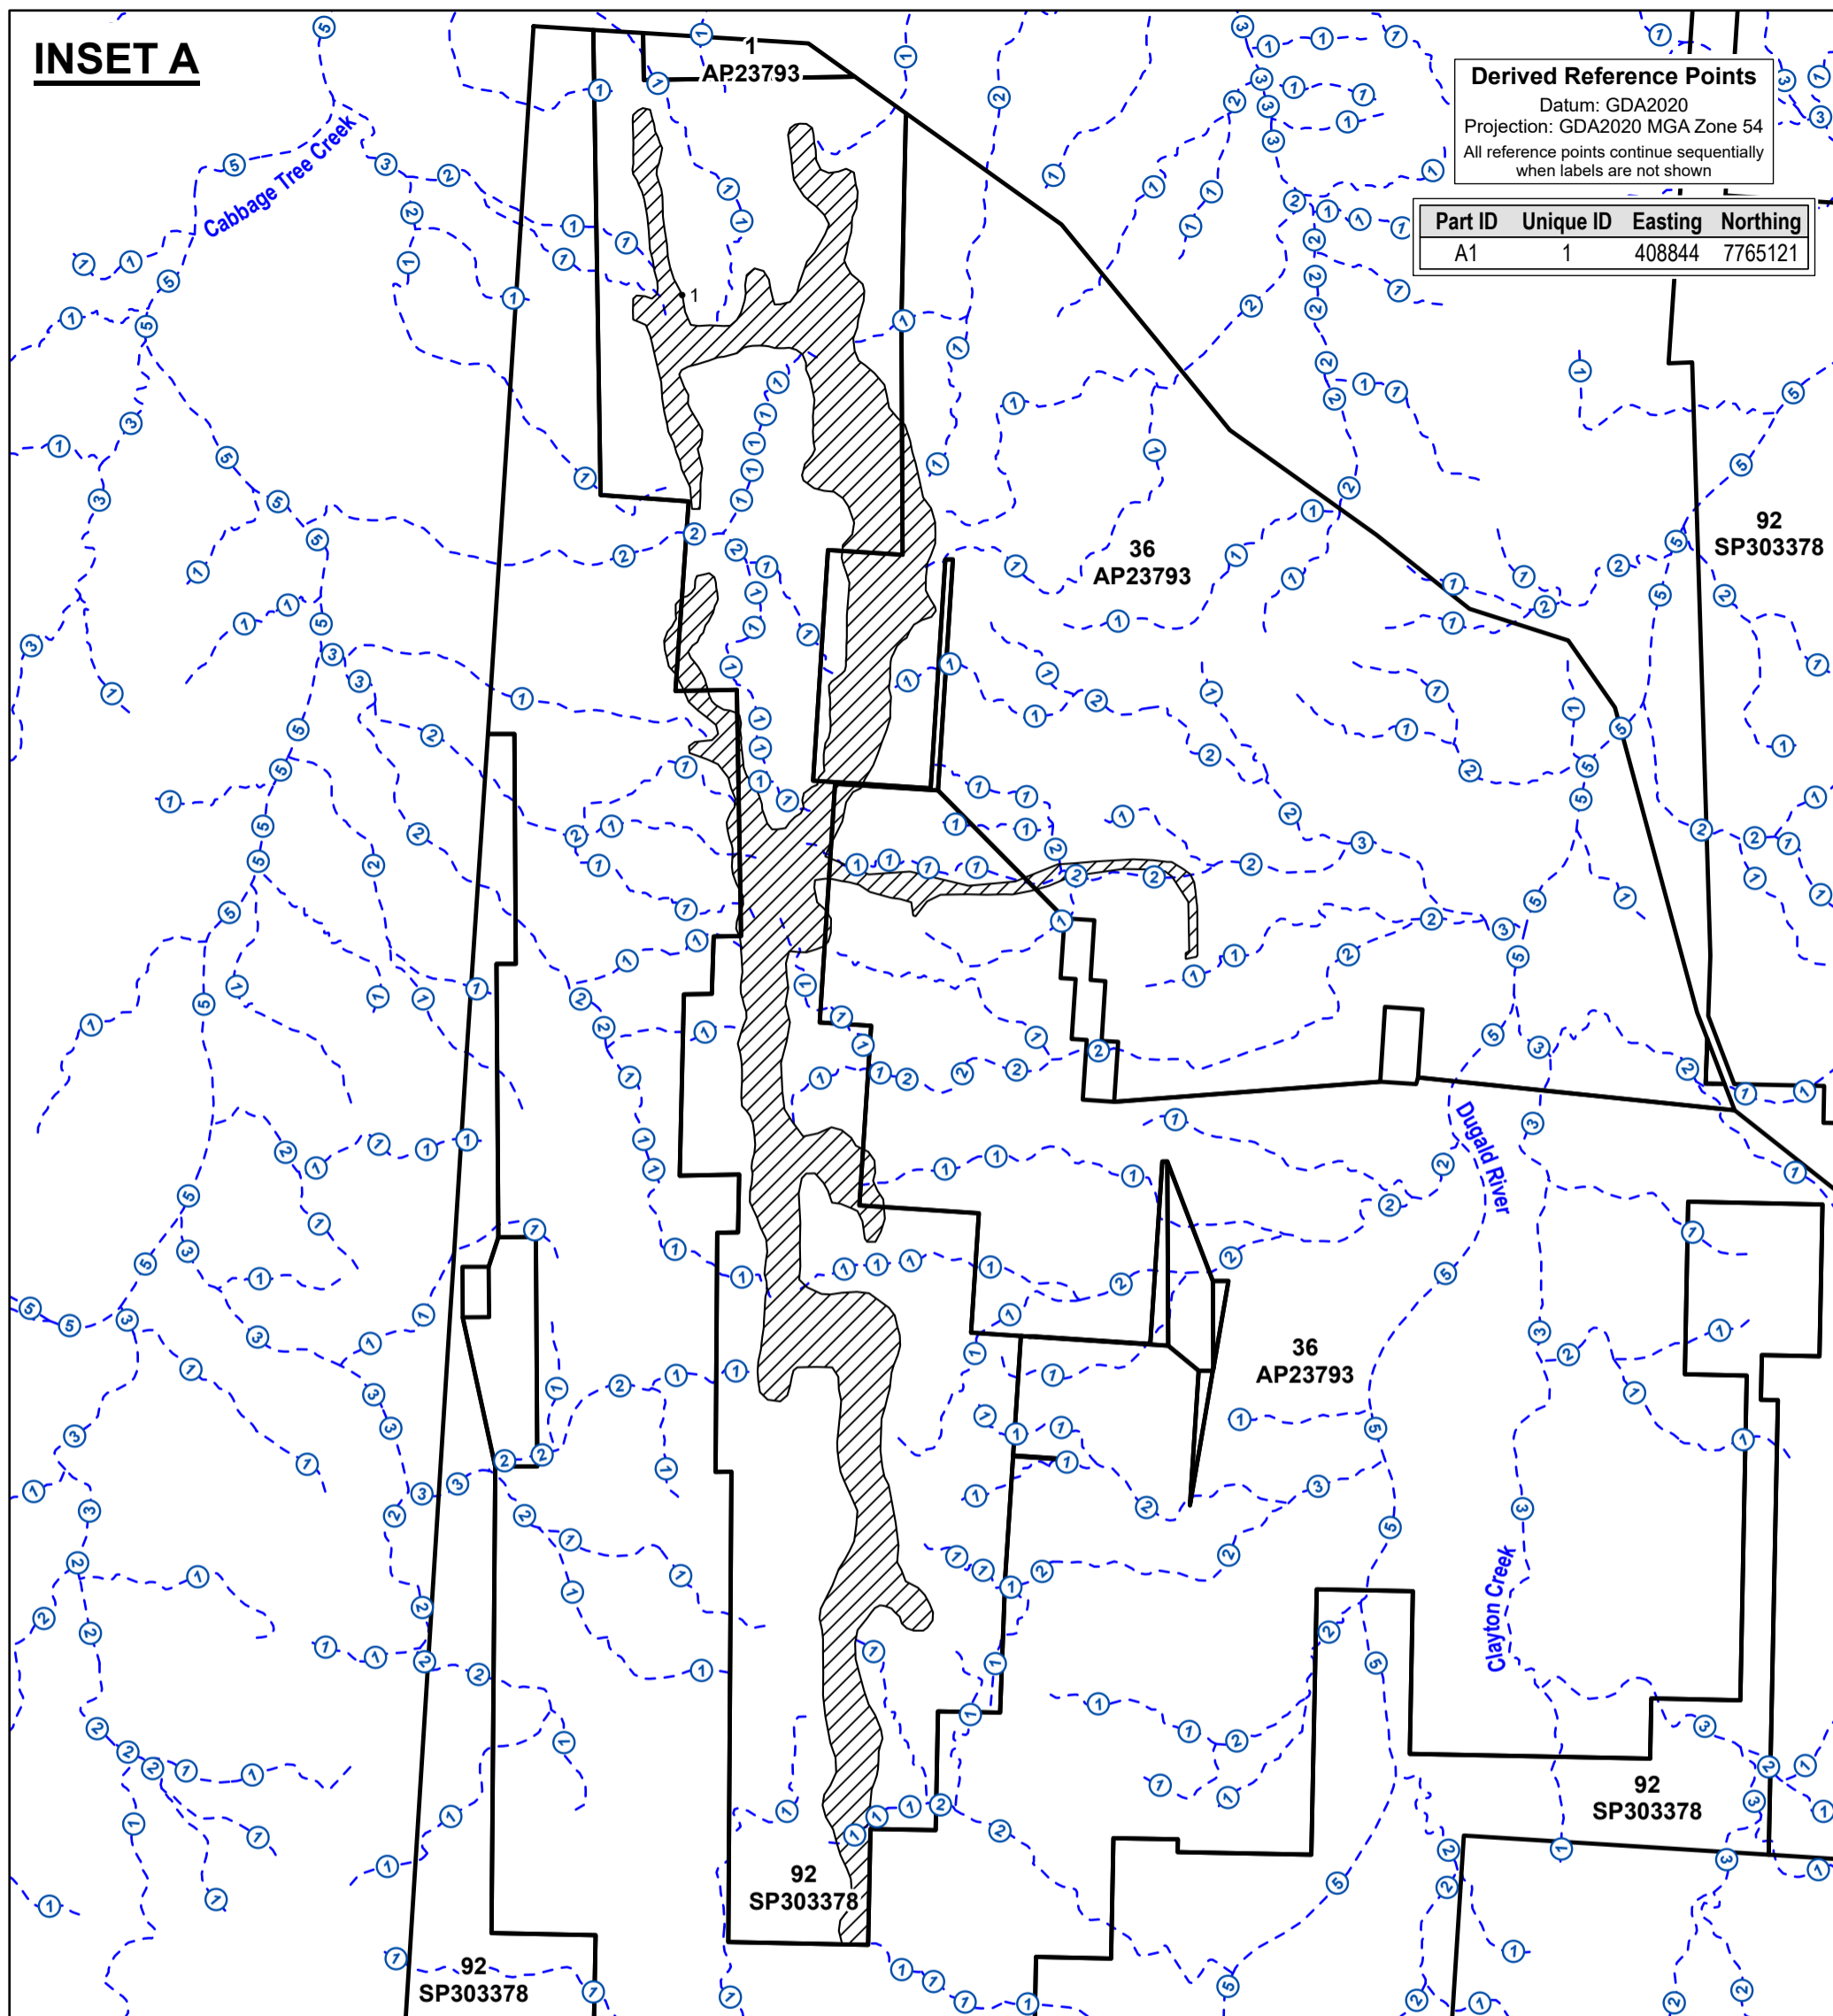 INSET A
1
AP23793
Derived Reference Points
Datum: GDA2020
Projection: GDA2020 MGA Zone 54
All reference points continue sequentially
when labels are not shown
Part ID Unique ID Easting Northing
A1 1 408844 7765121
Cabbage Tree Creek
1
36
AP23793
92
SP303378
Dugald River
36
AP23793
Clayton Creek
92
SP303378
92
SP303378
92
SP303378